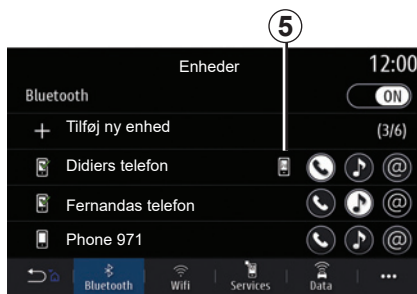 5
Enheder 12:00
Bluetooth ON
+ Tilføj ny enhed (3/6)
Didiers telefon @
Fernandas telefon @
Phone 971 @
Bluetooth Wifi Services Data ...